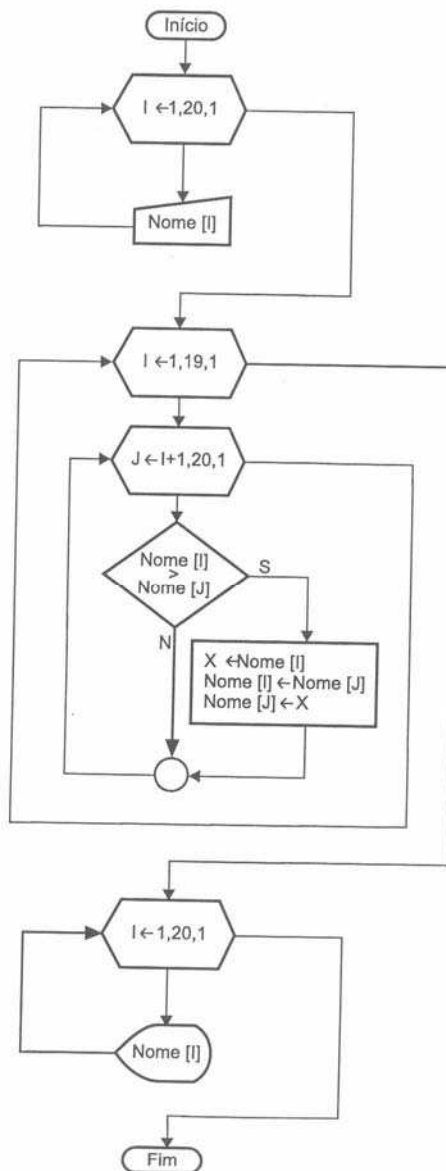 Início
I ←1,20,1
Nome [I]
I ←1,19,1
J ←I+1,20,1
Nome [I]
>
Nome [J]
S
N
X ←Nome [I]
Nome [I] ←Nome [J]
Nome [J] ←X
I ←1,20,1
Nome [I]
Fim